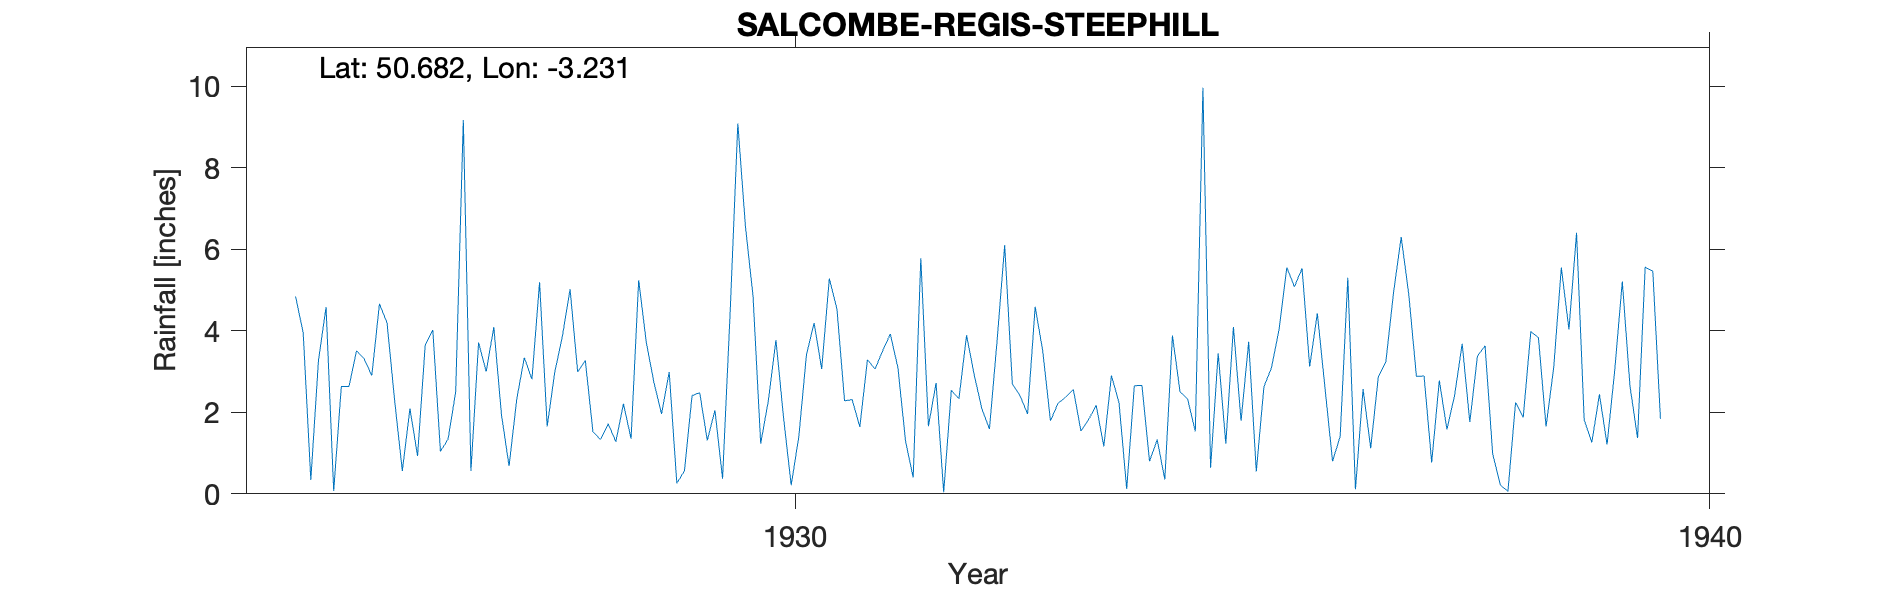 SALCOMBE-REGIS-STEEPHILL
Lat: 50.682, Lon: -3.231
10
8
6
4
2
0
Rainfall [inches]
1930
1940
Year